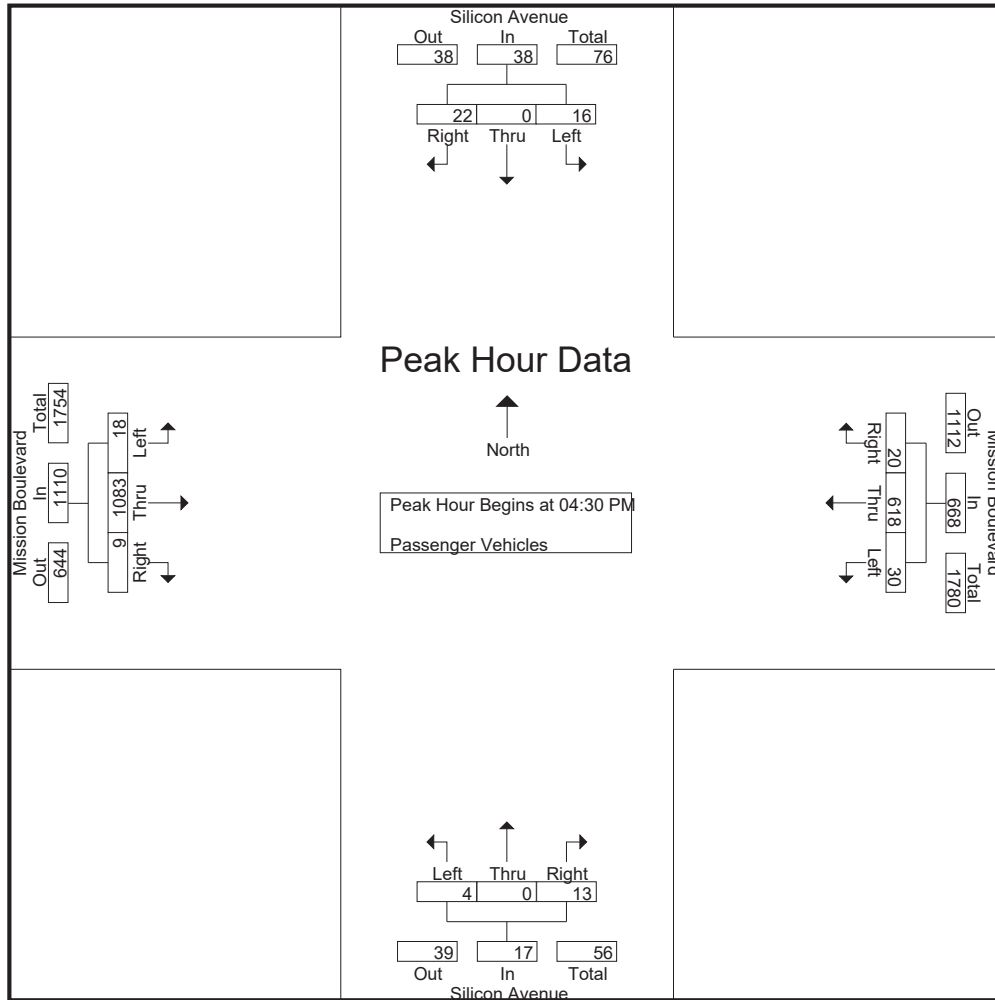 Silicon Avenue
Out In Total
38 38 76
22 0 16
Right Thru Left
Peak Hour Data
North
Peak Hour Begins at 04:30 PM
Passenger Vehicles
Mission Boulevard
Out In Total
644 1110 1754
9 1083 18
Right Thru Left
Mission Boulevard
Out In Total
1112 668 1780
20 618 30
Right Thru Left
Left Thru Right
4 0 13
39 17 56
Out In Total
Silicon Avenue